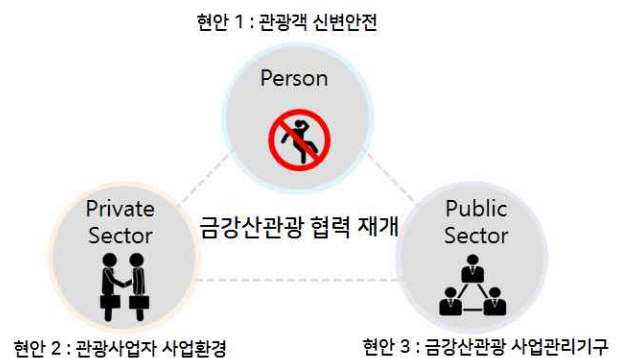 현안 1 : 관광객 신변안전
Person
Private
Sector
금강산관광 협력 재개
Public
Sector
현안 2 : 관광사업자 사업환경
현안 3 : 금강산관광 사업관리기구